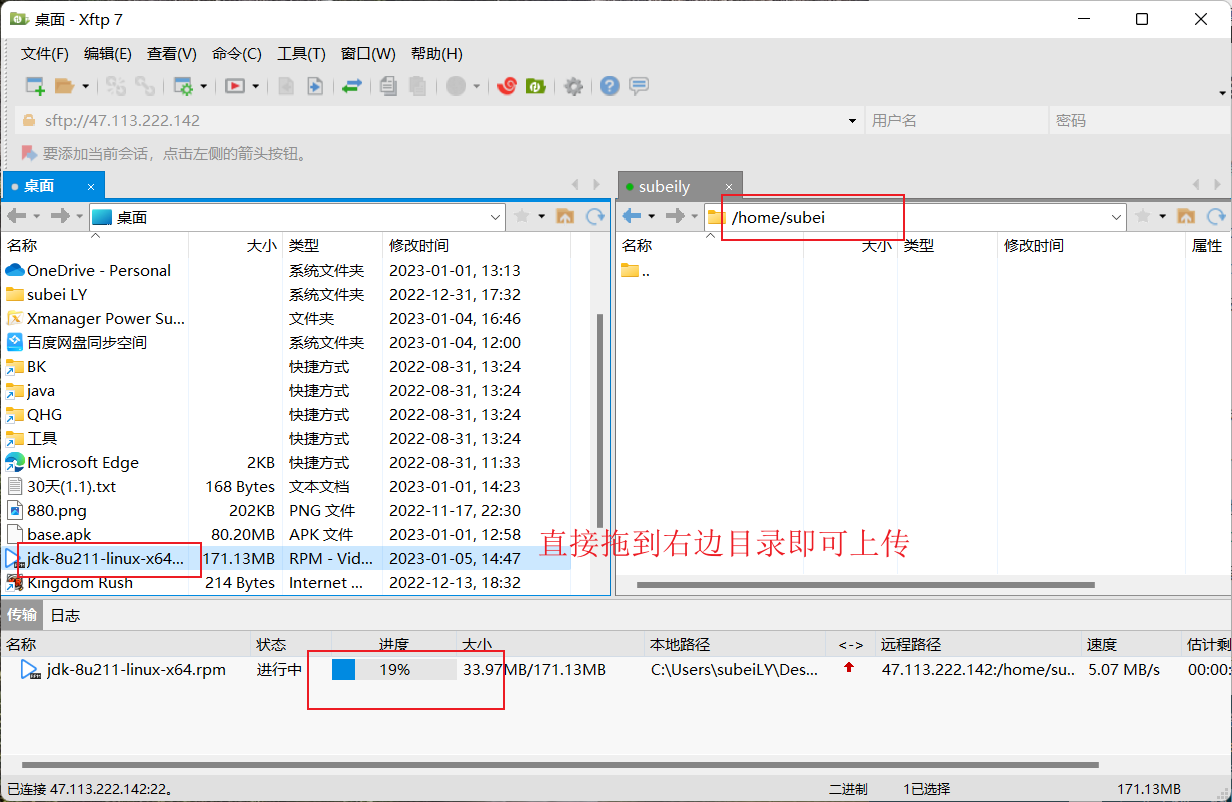 桌面 - Xftp 7
文件(F) 编辑(E) 查看(V) 命令(C) 工具(T) 窗口(W) 帮助(H)
sftp://47.113.222.142 用户名 密码
要添加当前会话，点击左侧的箭头按钮。
桌面 × subeily ×
桌面 /home/subei
名称 大小 类型 修改时间 名称 大小 类型 修改时间 属性
OneDrive - Personal 系统文件夹 2023-01-01, 13:13 ..
subei LY 系统文件夹 2022-12-31, 17:32
Xmanager Power Su... 文件夹 2023-01-04, 16:46
百度网盘同步空间 系统文件夹 2023-01-04, 12:00
BK 快捷方式 2022-08-31, 13:24
java 快捷方式 2022-08-31, 13:24
QHG 快捷方式 2022-08-31, 13:24
工具 快捷方式 2022-08-31, 13:24
Microsoft Edge 2KB 快捷方式 2022-08-31, 11:33
30天(1.1).txt 168 Bytes 文本文档 2023-01-01, 14:23
880.png 202KB PNG 文件 2022-11-17, 22:30
base.apk 80.20MB APK 文件 2023-01-01, 12:58
直接拖到右边目录即可上传
jdk-8u211-linux-x64... 171.13MB RPM - Vid... 2023-01-05, 14:47
Kingdom Rush 214 Bytes Internet ... 2022-12-13, 18:32
传输 日志
名称 状态 进度 大小 本地路径 <-> 远程路径 速度 估计剩
jdk-8u211-linux-x64.rpm 进行中 19% 33.97MB/171.13MB C:\Users\subeiLY\Des... 47.113.222.142:/home/su.. 5.07 MB/s 00:00:
已连接 47.113.222.142:22。 二进制 1已选择 171.13MB